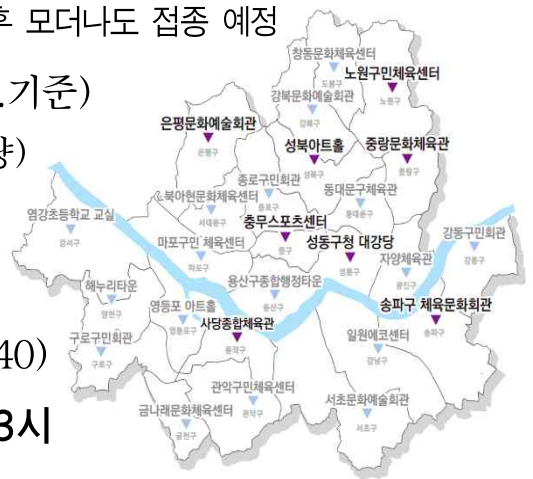 후 모더나도 접종 예정
.기준)
량)
40)
3시
창동문화체육센터
도봉구
노원구민체육센터
노원구
강북문화예술회관
강북구
은평문화예술회관
은평구
성북아트홀
성북구
중랑문화체육관
중랑구
종로구민회관
종로구
동대문구체육관
동대문구
북아현문화체육센터
서대문구
염강초등학교 교실
강서구
충무스포츠센터
중구
마포구민체육센터
마포구
성동구청 대강당
성동구
강동구민회관
강동구
자양체육관
광진구
해누리타운
양천구
용산구종합행정타운
용산구
영등포 아트홀
영등포구
송파구 체육문화회관
송파구
사당종합체육관
동작구
구로구민회관
구로구
일원에코센터
강남구
관악구민체육센터
관악구
서초문화예술회관
서초구
금나래문화체육센터
금천구